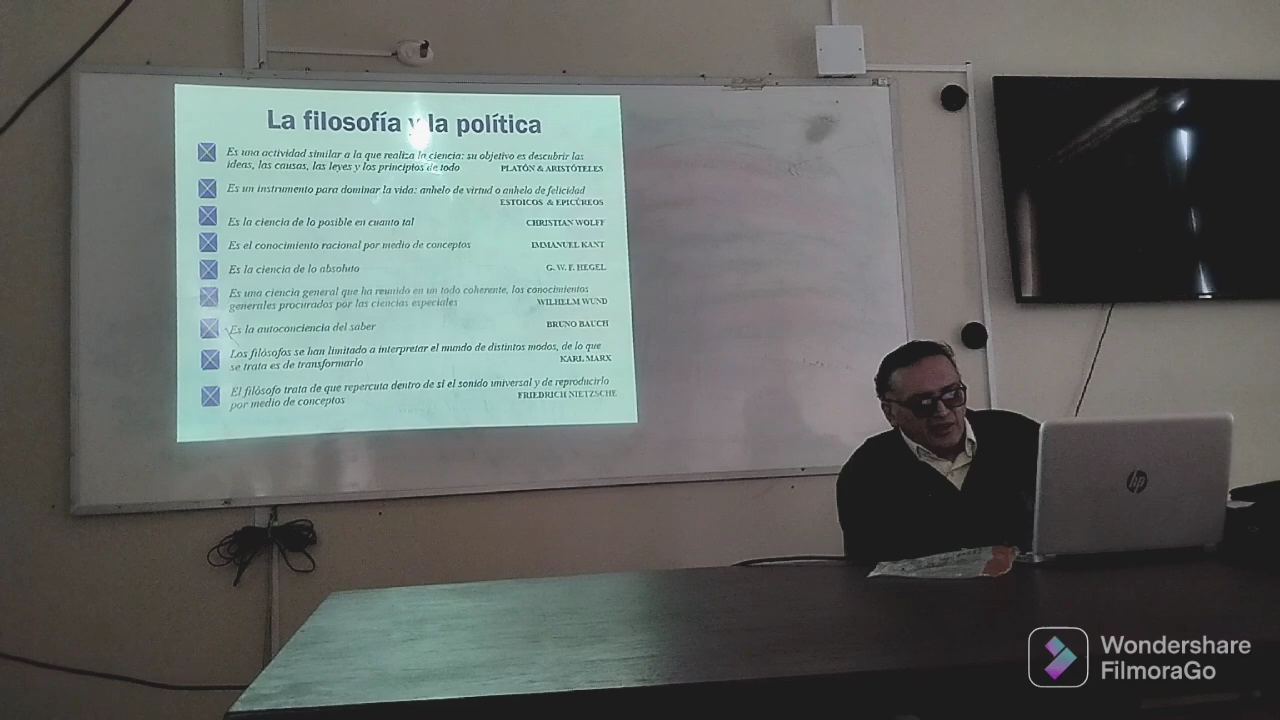 La filosofía y la política
Es una actividad similar a la que realiza la ciencia: su objetivo es descubrir las
ideas, las causas, las leyes y los principios de todo PLATÓN & ARISTÓTELES
Es un instrumento para dominar la vida: anhelo de virtud o anhelo de felicidad
ESTOICOS & EPICÚREOS
Es la ciencia de lo posible en cuanto tal CHRISTIAN WOLFF
Es el conocimiento racional por medio de conceptos IMMANUEL KANT
Es la ciencia de lo absoluto G. W. F. HEGEL
Es una ciencia general que ha reunido en un todo coherente, los conocimientos
generales procurados por las ciencias especiales WILHELM WUND
Es la autoconciencia del saber BRUNO BAUCH
Los filósofos se han limitado a interpretar el mundo de distintos modos, de lo que
se trata es de transformarlo KARL MARX
El filósofo trata de que repercuta dentro de sí el sonido universal y de reproducirlo
por medio de conceptos FRIEDRICH NIETZSCHE
hp
Wondershare
FilmoraGo